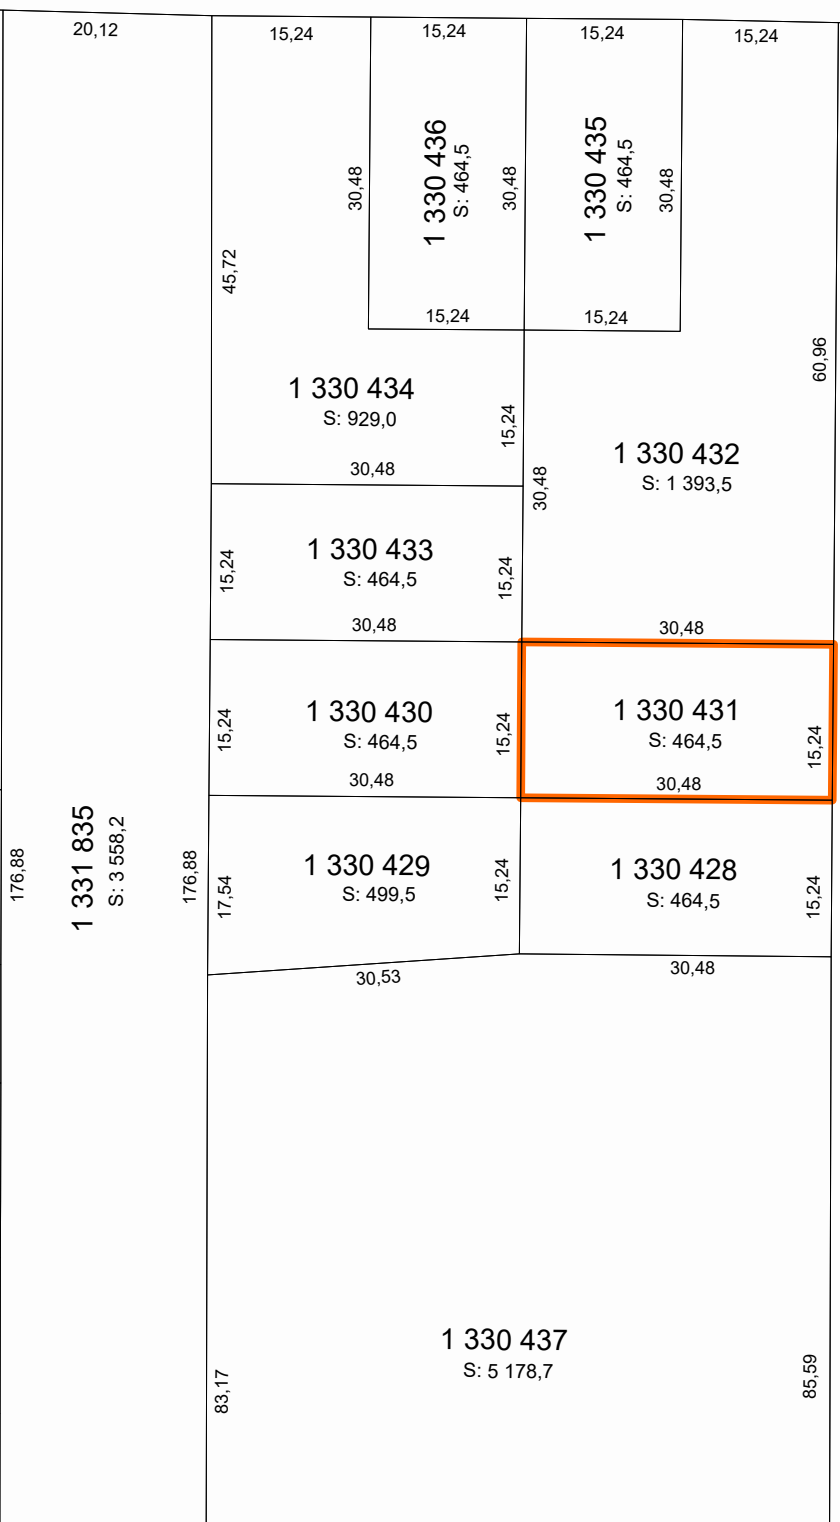 20,12
15,24
15,24
15,24
15,24
1 330 436
S: 464,5
1 330 435
S: 464,5
30,48
30,48
30,48
45,72
15,24
15,24
60,96
1 330 434
S: 929,0
15,24
30,48
1 330 432
S: 1 393,5
30,48
1 330 433
S: 464,5
15,24
15,24
30,48
30,48
1 330 430
S: 464,5
15,24
15,24
30,48
1 330 431
S: 464,5
15,24
30,48
1 331 835
S: 3 558,2
176,88
176,88
1 330 429
S: 499,5
17,54
15,24
30,53
1 330 428
S: 464,5
15,24
30,48
1 330 437
S: 5 178,7
83,17
85,59